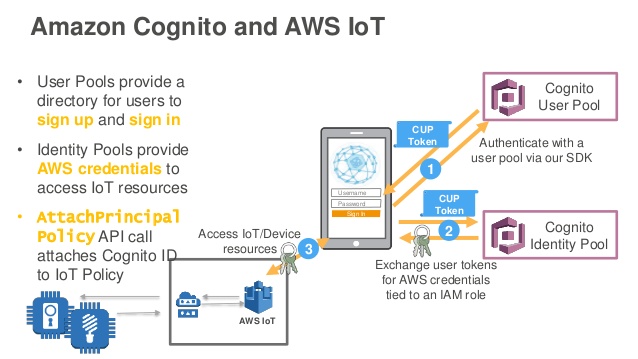 Amazon Cognito and AWS IoT
• User Pools provide a
directory for users to
sign up and sign in
• Identity Pools provide
AWS credentials to
access IoT resources
• AttachPrincipal
Policy API call
attaches Cognito ID
to IoT Policy
Cognito
User Pool
CUP
Token
1
Authenticate with a
user pool via our SDK
Username
Password
Sign In
CUP
Token
2
Cognito
Identity Pool
Exchange user tokens
for AWS credentials
tied to an IAM role
Access IoT/Device
resources
3
AWS IoT